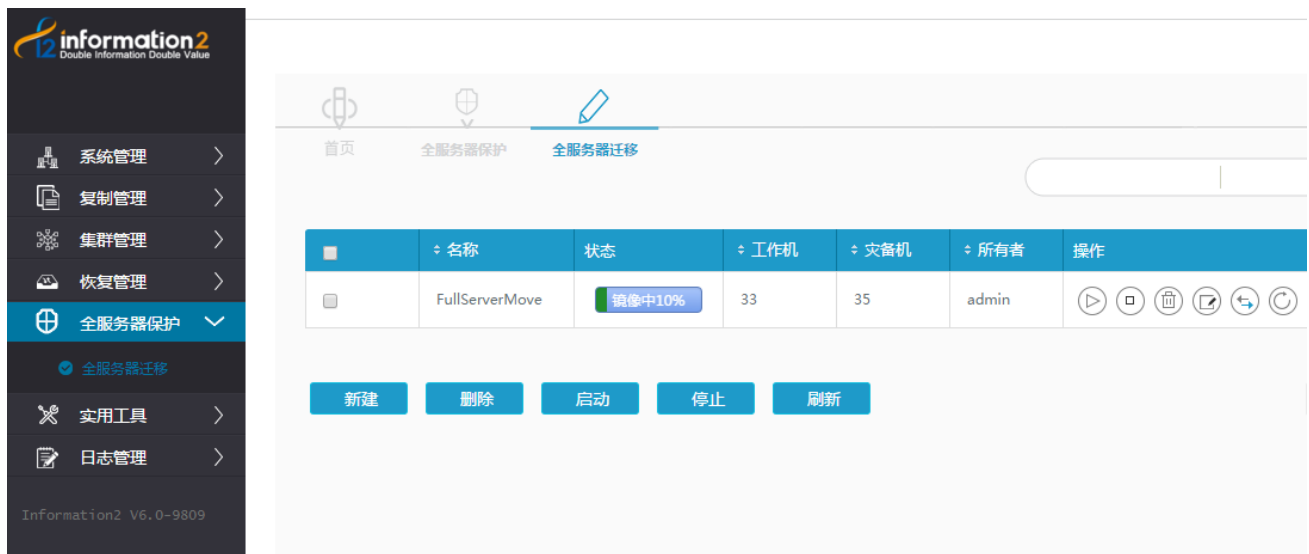 information2
Double Information Double Value
系统管理
复制管理
集群管理
恢复管理
全服务器保护
全服务器迁移
实用工具
日志管理
Information2 V6.0-9809
首页
全服务器保护
全服务器迁移
名称 状态 工作机 灾备机 所有者 操作
FullServerMove 镜像中10% 33 35 admin
新建 删除 启动 停止 刷新